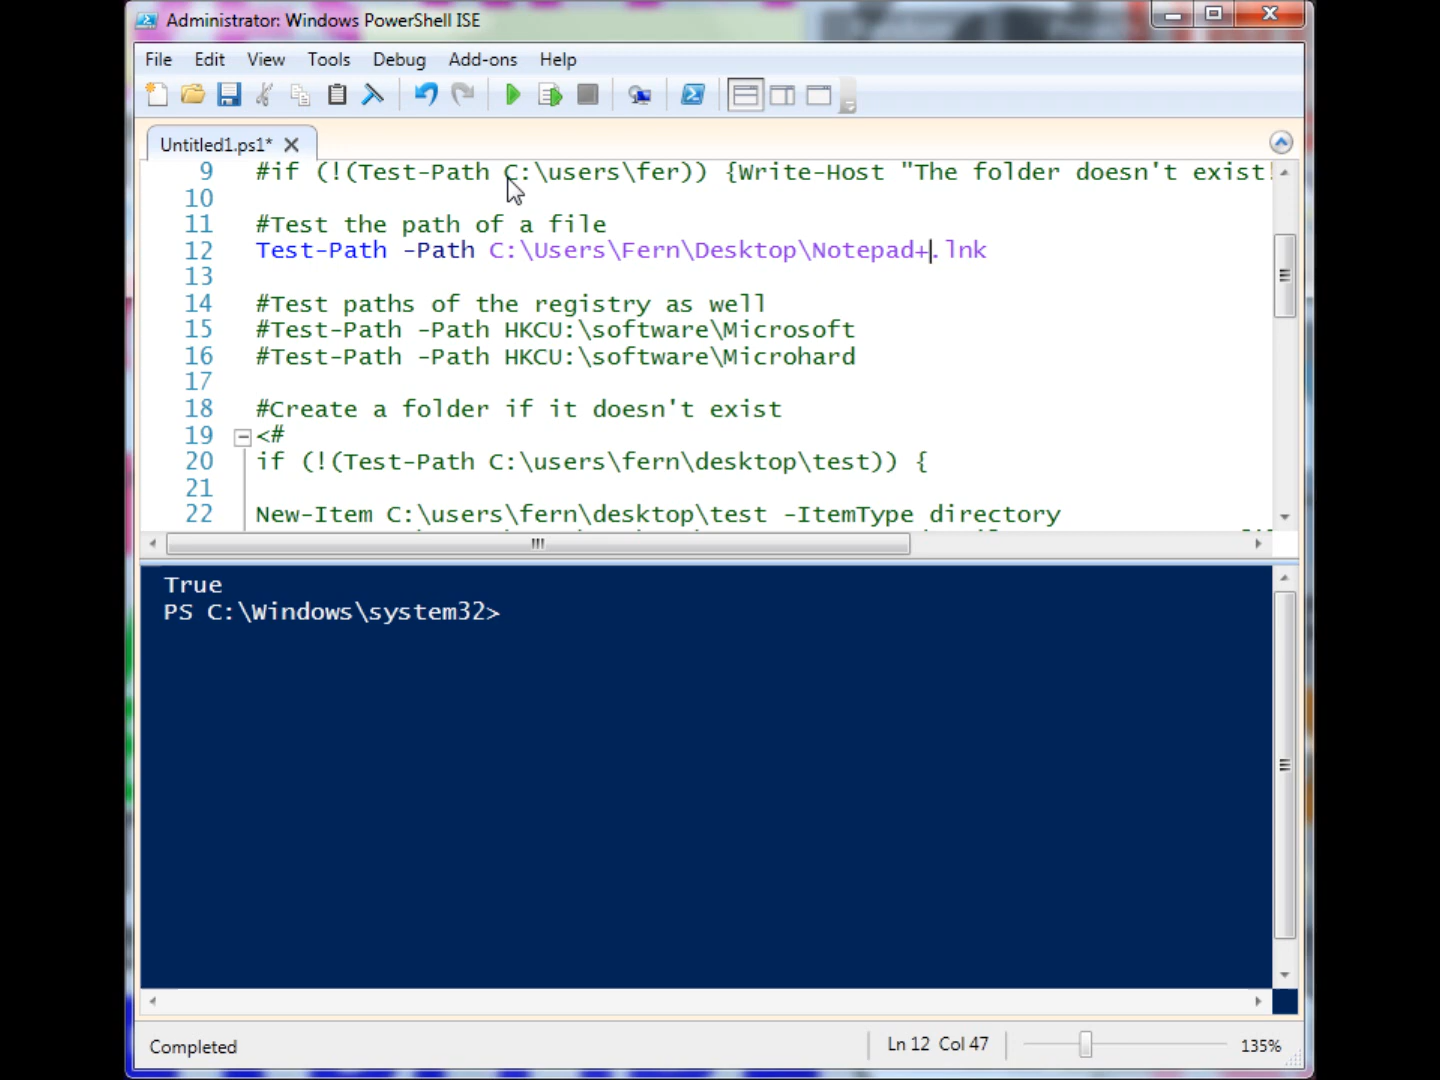 Administrator: Windows PowerShell ISE
File Edit View Tools Debug Add-ons Help
Untitled1.ps1*
9 #if (!(Test-Path C:\users\fer)) {Write-Host "The folder doesn't exist!
10
11 #Test the path of a file
12 Test-Path -Path C:\Users\Fern\Desktop\Notepad+.lnk
13
14 #Test paths of the registry as well
15 #Test-Path -Path HKCU:\software\Microsoft
16 #Test-Path -Path HKCU:\software\Microhard
17
18 #Create a folder if it doesn't exist
19 <#
20 if (!(Test-Path C:\users\fern\desktop\test)) {
21
22 New-Item C:\users\fern\desktop\test -ItemType directory
True
PS C:\Windows\system32>
Completed Ln 12 Col 47 135%